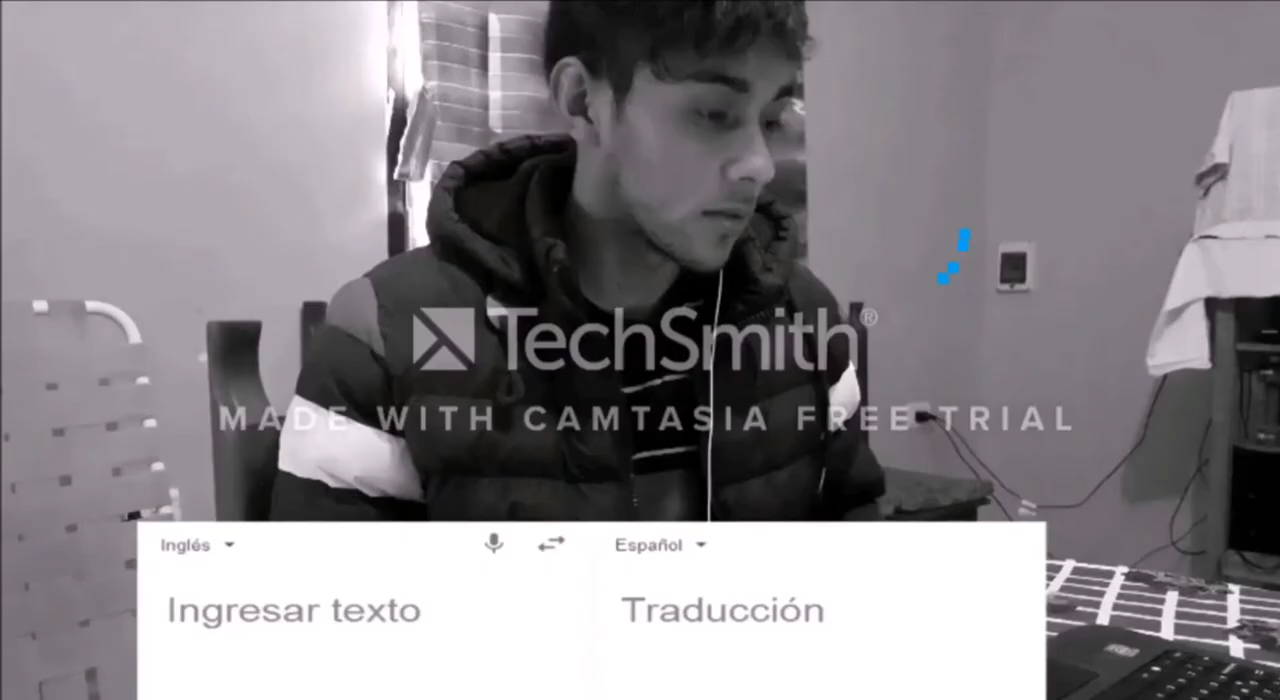 TechSmith®
MADE WITH CAMTASIA FREE TRIAL
Inglés Español
Ingresar texto Traducción